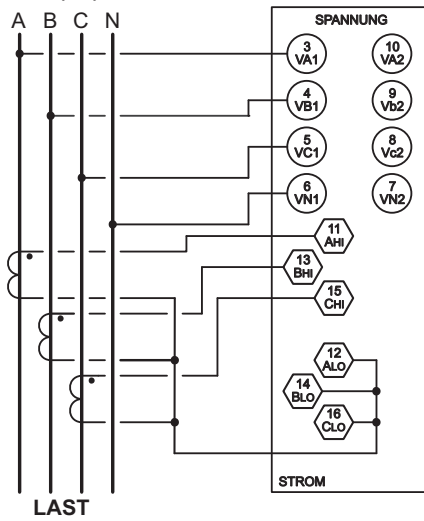 A B C N
SPANNUNG
3
VA1
10
VA2
4
VB1
9
Vb2
5
VC1
8
Vc2
6
VN1
7
VN2
11
AHI
13
BHI
15
CHI
12
ALO
14
BLO
16
CLO
STROM
LAST